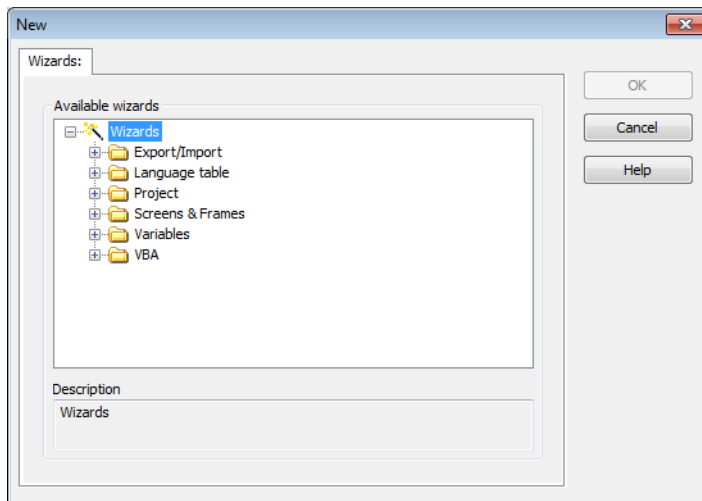 New
Wizards:
OK
Available wizards
Wizards
Cancel
Export/Import
Language table
Help
Project
Screens & Frames
Variables
VBA
Description
Wizards